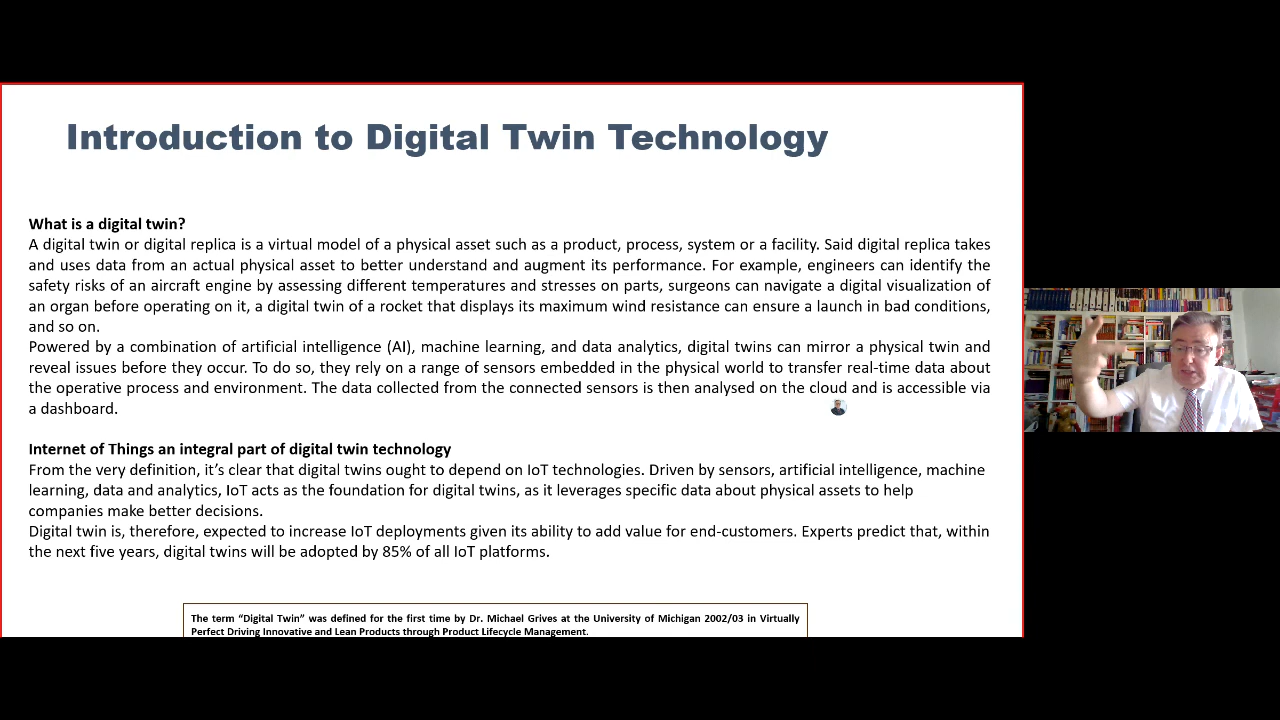 Introduction to Digital Twin Technology
What is a digital twin?
A digital twin or digital replica is a virtual model of a physical asset such as a product, process, system or a facility. Said digital replica takes
and uses data from an actual physical asset to better understand and augment its performance. For example, engineers can identify the
safety risks of an aircraft engine by assessing different temperatures and stresses on parts, surgeons can navigate a digital visualization of
an organ before operating on it, a digital twin of a rocket that displays its maximum wind resistance can ensure a launch in bad conditions,
and so on.
Powered by a combination of artificial intelligence (AI), machine learning, and data analytics, digital twins can mirror a physical twin and
reveal issues before they occur. To do so, they rely on a range of sensors embedded in the physical world to transfer real-time data about
the operative process and environment. The data collected from the connected sensors is then analysed on the cloud and is accessible via
a dashboard.
Internet of Things an integral part of digital twin technology
From the very definition, it’s clear that digital twins ought to depend on IoT technologies. Driven by sensors, artificial intelligence, machine
learning, data and analytics, IoT acts as the foundation for digital twins, as it leverages specific data about physical assets to help
companies make better decisions.
Digital twin is, therefore, expected to increase IoT deployments given its ability to add value for end-customers. Experts predict that, within
the next five years, digital twins will be adopted by 85% of all IoT platforms.
The term “Digital Twin” was defined for the first time by Dr. Michael Grives at the University of Michigan 2002/03 in Virtually
Perfect Driving Innovative and Lean Products through Product Lifecycle Management.